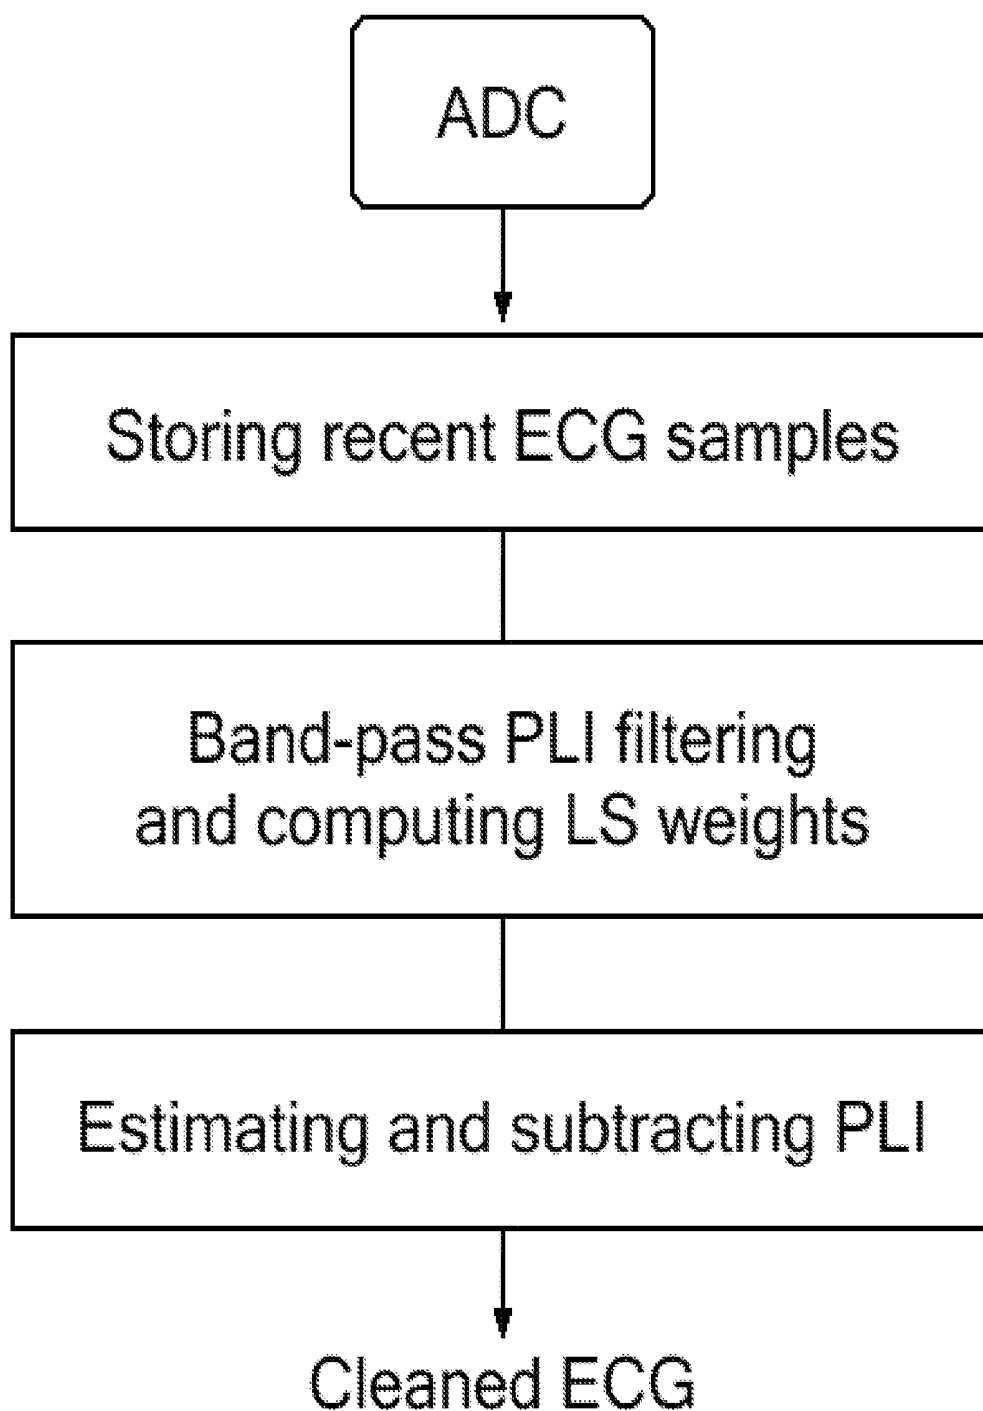 ADC
Storing recent ECG samples
Band-pass PLI filtering
and computing LS weights
Estimating and subtracting PLI
Cleaned ECG